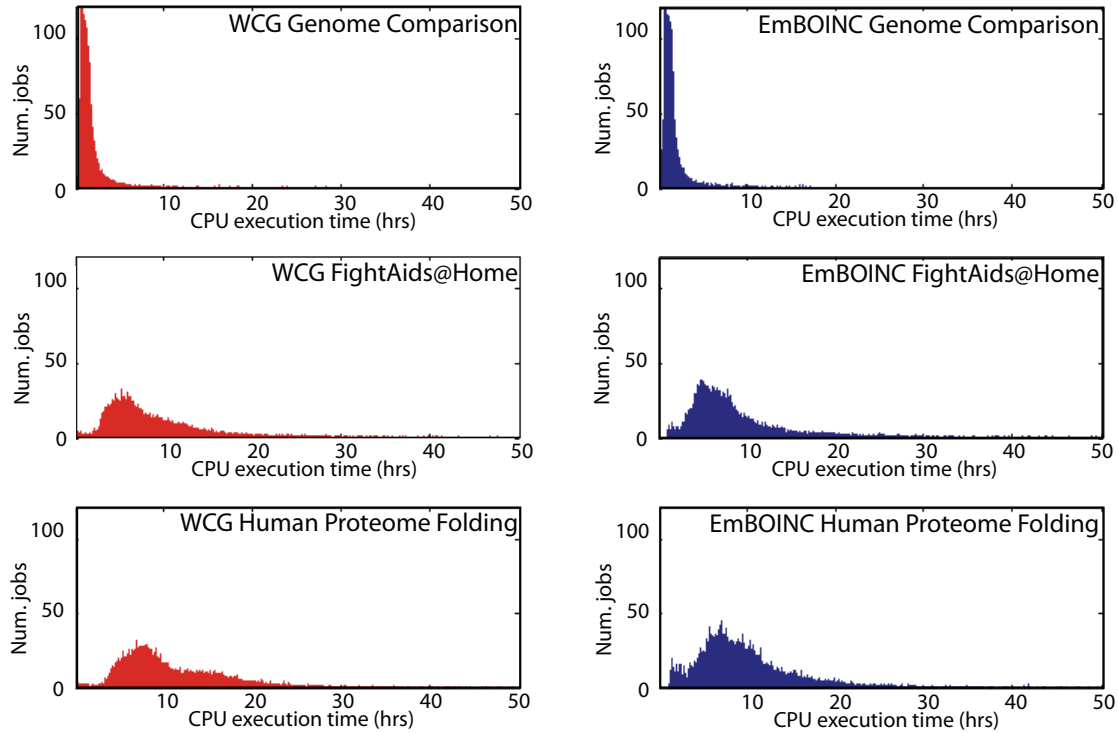 WCG Genome Comparison
Num. jobs
100
50
0
10 20 30 40 50
CPU execution time (hrs)
EmBOINC Genome Comparison
Num. jobs
100
50
0
10 20 30 40 50
CPU execution time (hrs)
WCG FightAids@Home
Num. jobs
100
50
0
10 20 30 40 50
CPU execution time (hrs)
EmBOINC FightAids@Home
Num. jobs
100
50
0
10 20 30 40 50
CPU execution time (hrs)
WCG Human Proteome Folding
Num. jobs
100
50
0
10 20 30 40 50
CPU execution time (hrs)
EmBOINC Human Proteome Folding
Num. jobs
100
50
0
10 20 30 40 50
CPU execution time (hrs)